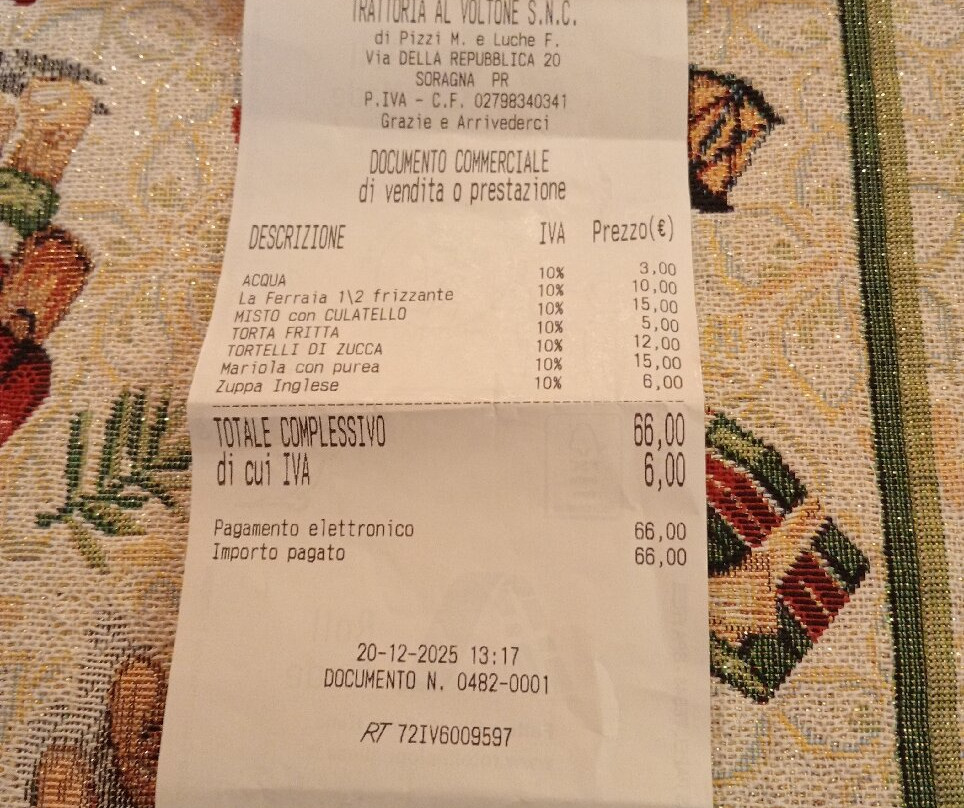 TRATTORIA AL VOLTONE S.N.C.
di Pizzi M. e Luche F.
Via DELLA REPUBBLICA 20
SORAGNA PR
P.IVA - C.F. 02798340341
Grazie e Arrivederci
DOCUMENTO COMMERCIALE
di vendita o prestazione
DESCRIZIONE IVA Prezzo(€)
ACQUA 10% 3,00
La Ferraia 1\2 frizzante 10% 10,00
MISTO con CULATELLO 10% 15,00
TORTA FRITTA 10% 5,00
TORTELLI DI ZUCCA 10% 12,00
Mariola con purea 10% 15,00
Zuppa Inglese 10% 6,00
TOTALE COMPLESSIVO 66,00
di cui IVA 6,00
Pagamento elettronico 66,00
Importo pagato 66,00
20-12-2025 13:17
DOCUMENTO N. 0482-0001
RT 72IV6009597